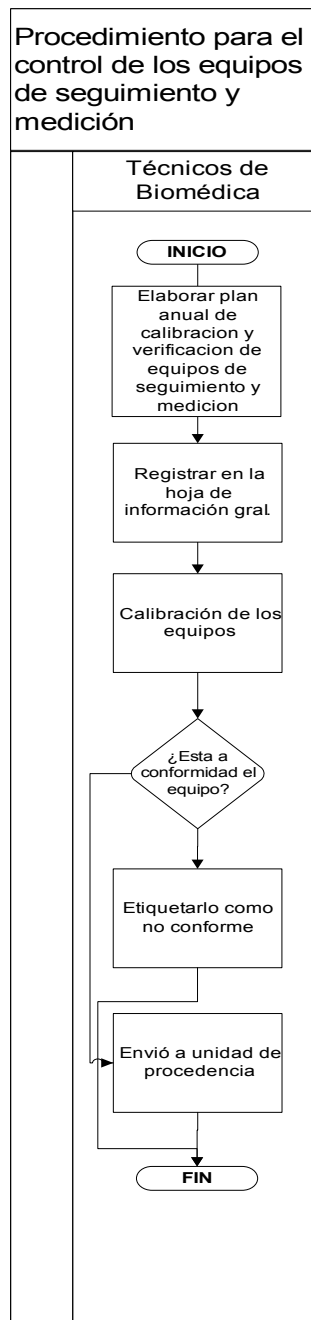 Procedimiento para el
control de los equipos
de seguimiento y
medición
Técnicos de
Biomédica
INICIO
Elaborar plan
anual de
calibracion y
verificacion de
equipos de
seguimiento y
medicion
Registrar en la
hoja de
información gral.
Calibración de los
equipos
¿Esta a
conformidad el
equipo?
Etiquetarlo como
no conforme
Envió a unidad de
procedencia
FIN